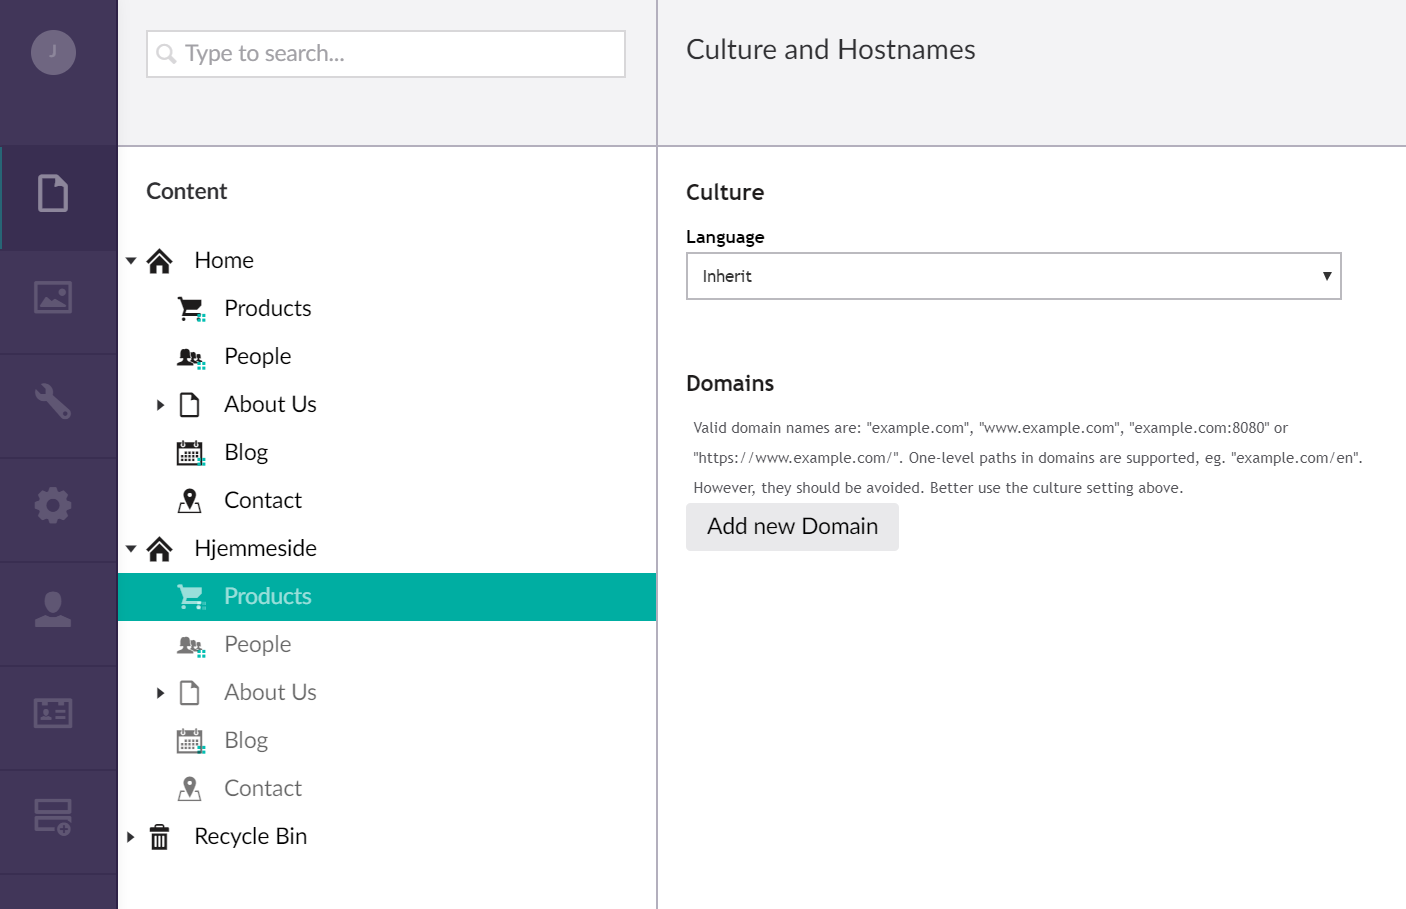 J
Type to search...
Culture and Hostnames
Content
Home
Products
People
About Us
Blog
Contact
Hjemmeside
Products
People
About Us
Blog
Contact
Recycle Bin
Culture
Language
Inherit
Domains
Valid domain names are: "example.com", "www.example.com", "example.com:8080" or
"https://www.example.com/". One-level paths in domains are supported, eg. "example.com/en".
However, they should be avoided. Better use the culture setting above.
Add new Domain